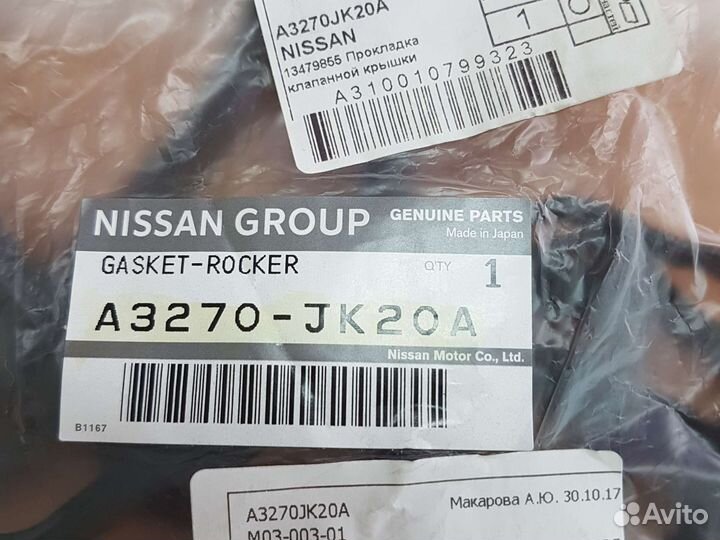 A3270JK20A
NISSAN
13479855 Прокладка
клапанной крышки
1
A310010799323
NISSAN GROUP
GENUINE PARTS
Made in Japan
GASKET-ROCKER
QTY 1
A3270-JK20A
Nissan Motor Co., Ltd.
B1167
A3270JK20A
Макарова А.Ю. 30.10.17
M03-003-01
Avito